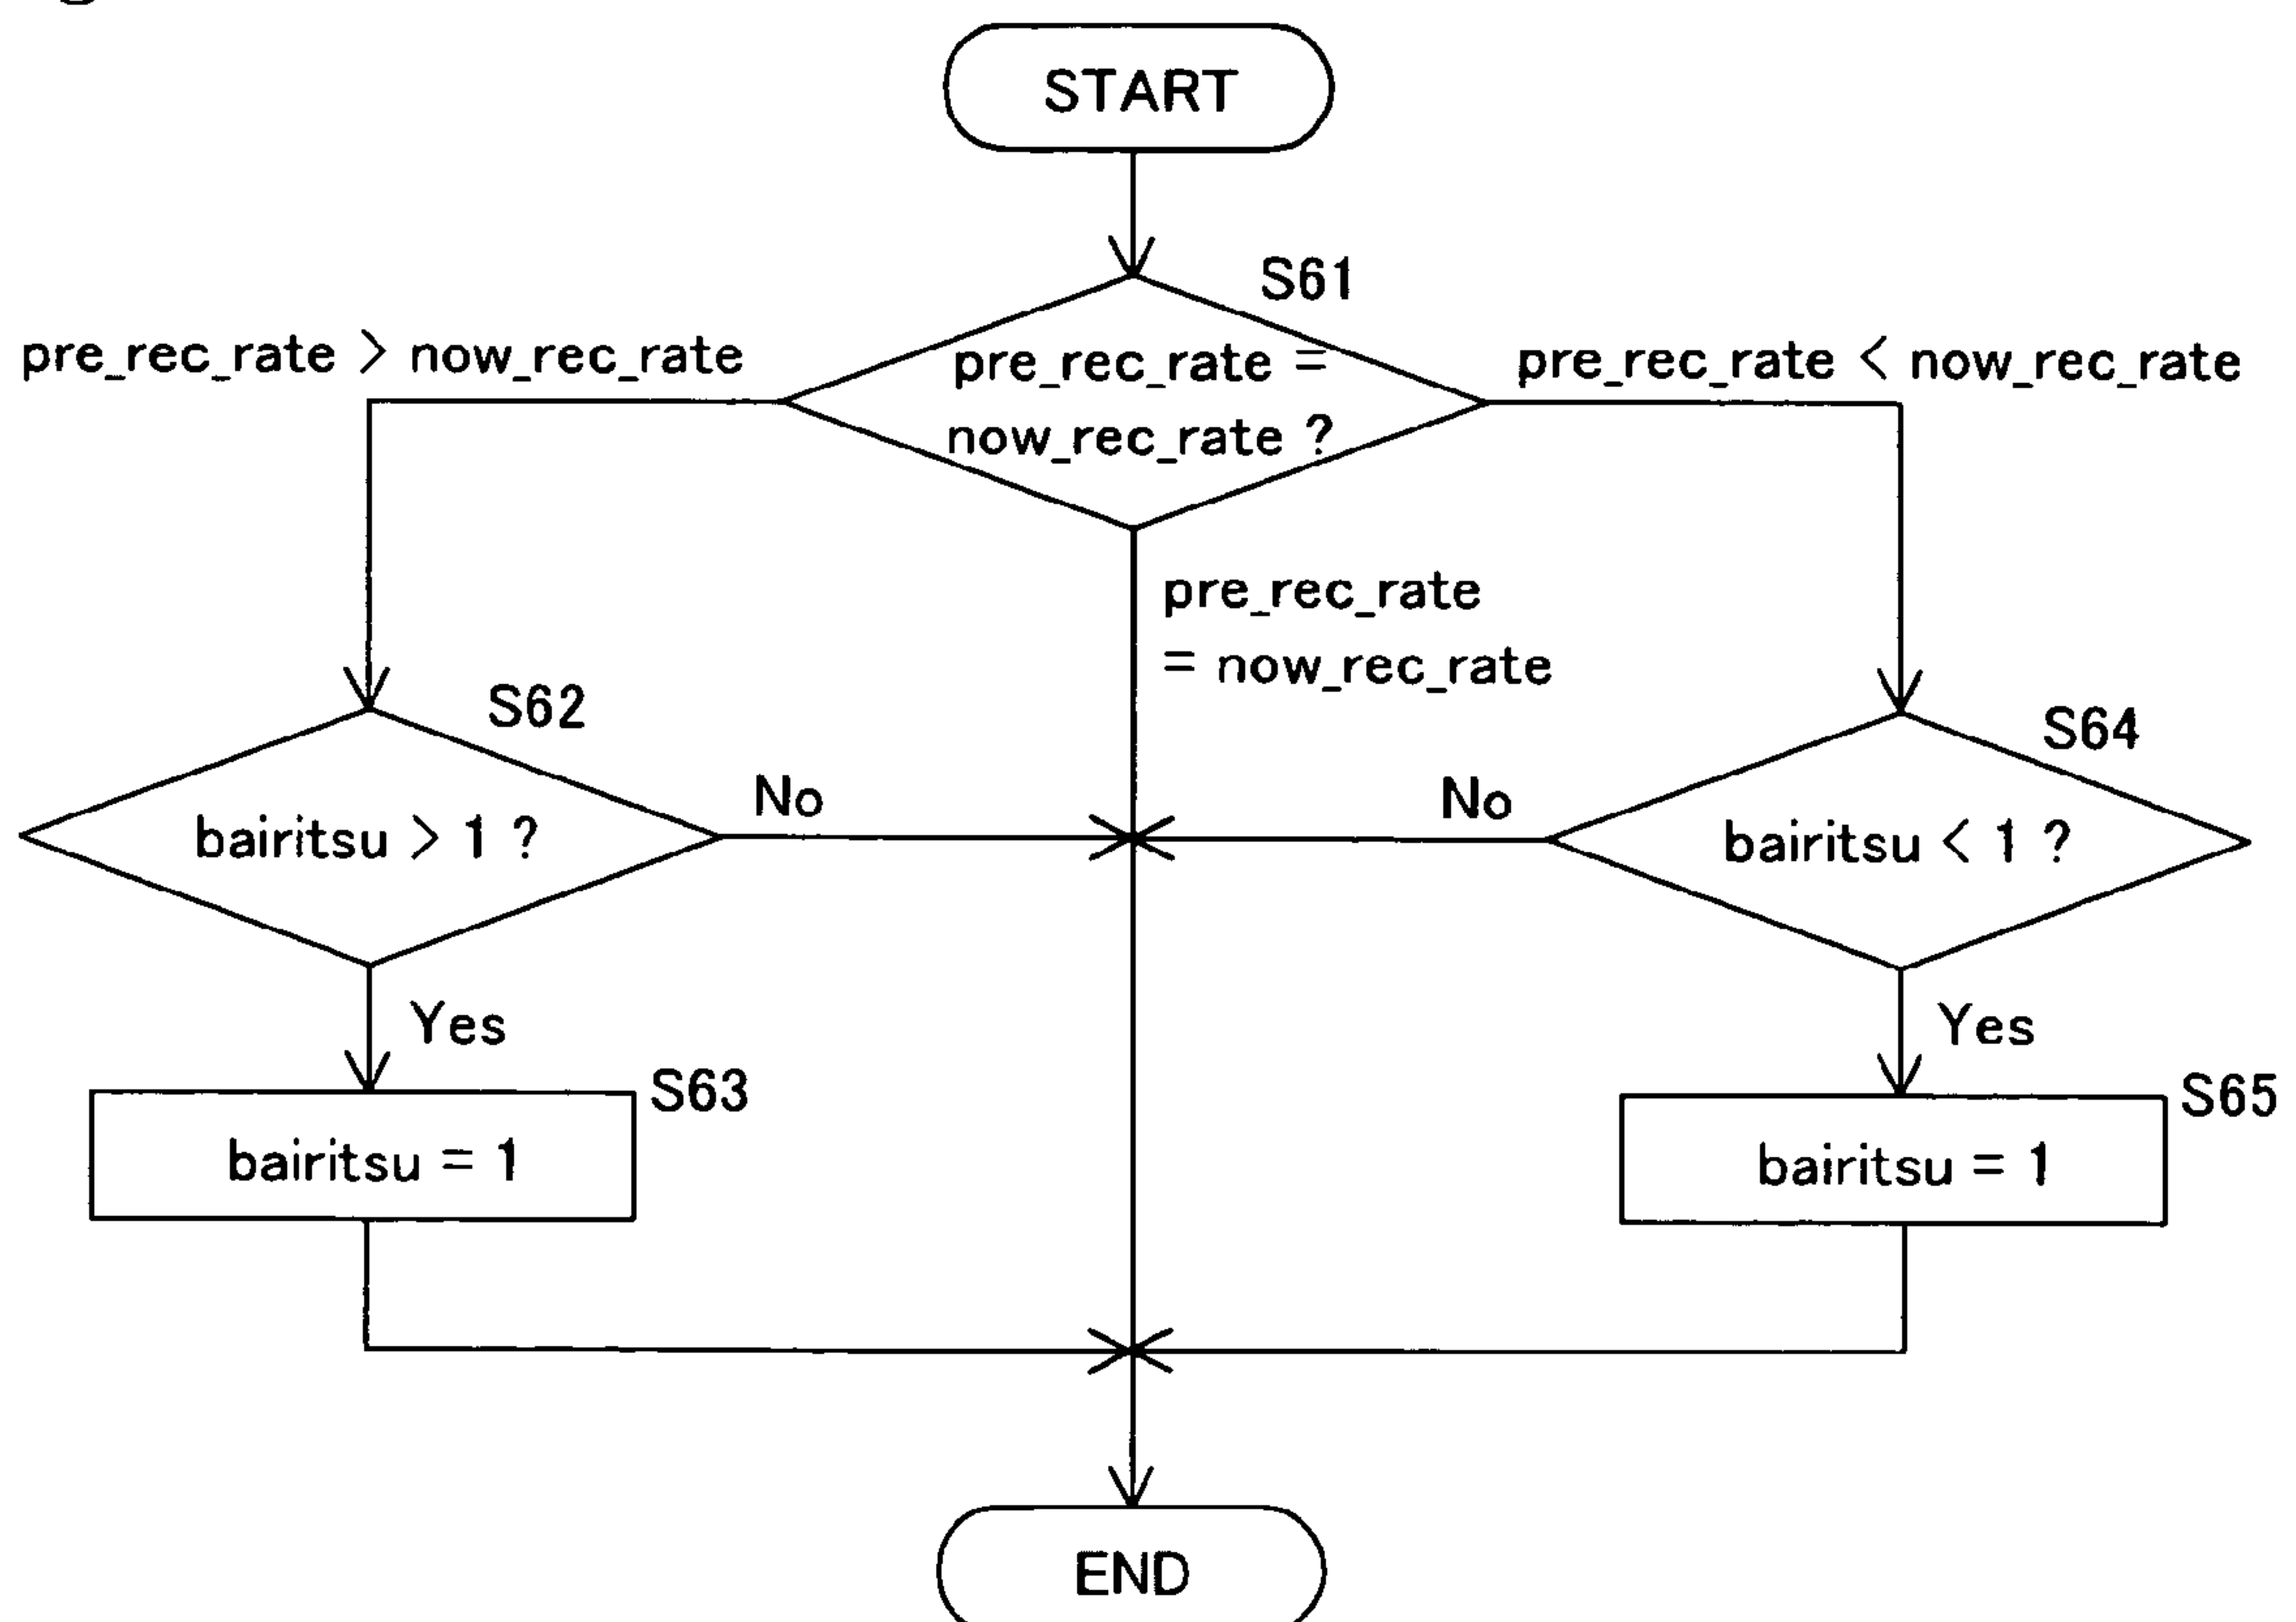 START
S61
pre_rec_rate > now_rec_rate
pre_rec_rate =
now_rec_rate ?
pre_rec_rate < now_rec_rate
pre_rec_rate
= now_rec_rate
S62
S64
No
No
bairitsu > 1 ?
bairitsu < 1 ?
Yes
Yes
S63
S65
bairitsu = 1
bairitsu = 1
END